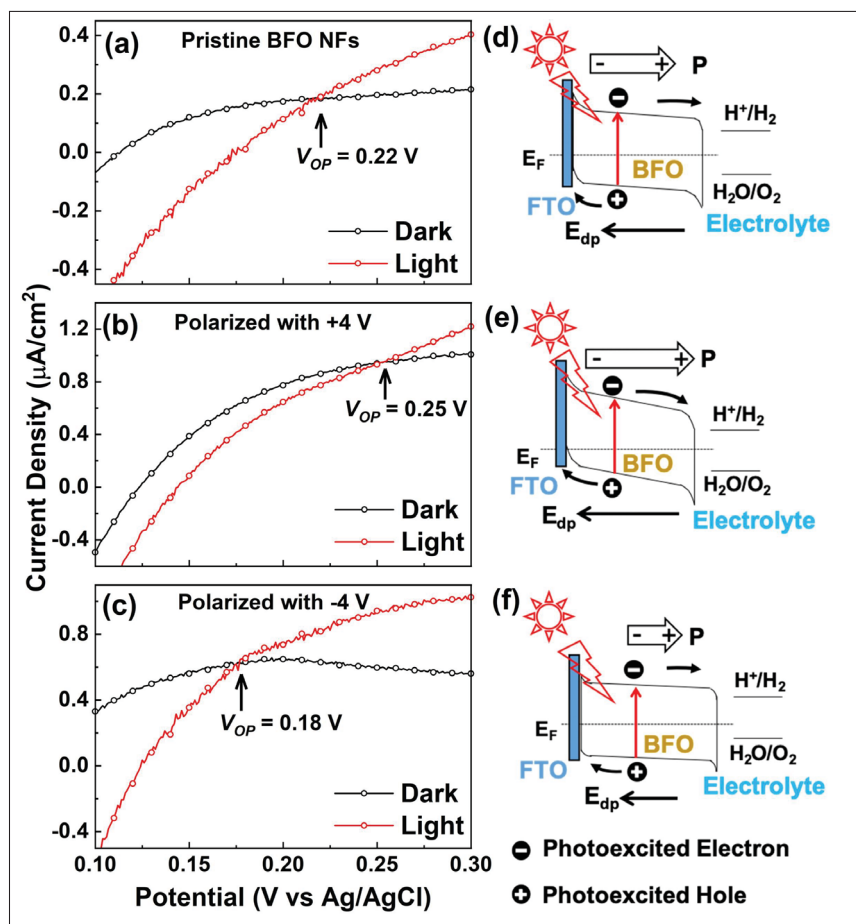 Current Density (µA/cm²)
(a)
Pristine BFO NFs
0.4
0.2
0.0
-0.2
-0.4
V_OP = 0.22 V
Dark
Light
(b)
Polarized with +4 V
1.2
0.8
0.4
0.0
-0.4
V_OP = 0.25 V
Dark
Light
(c)
Polarized with -4 V
0.6
0.4
0.0
-0.4
V_OP = 0.18 V
Dark
Light
0.10 0.15 0.20 0.25 0.30
Potential (V vs Ag/AgCl)
(d)
- + P
-
H⁺/H₂
E_F
BFO
H₂O/O₂
FTO
+
E_dp
Electrolyte
(e)
- + P
-
H⁺/H₂
E_F
BFO
H₂O/O₂
FTO
+
E_dp
Electrolyte
(f)
- + P
-
H⁺/H₂
E_F
BFO
H₂O/O₂
FTO
+
E_dp
Electrolyte
- Photoexcited Electron
+ Photoexcited Hole